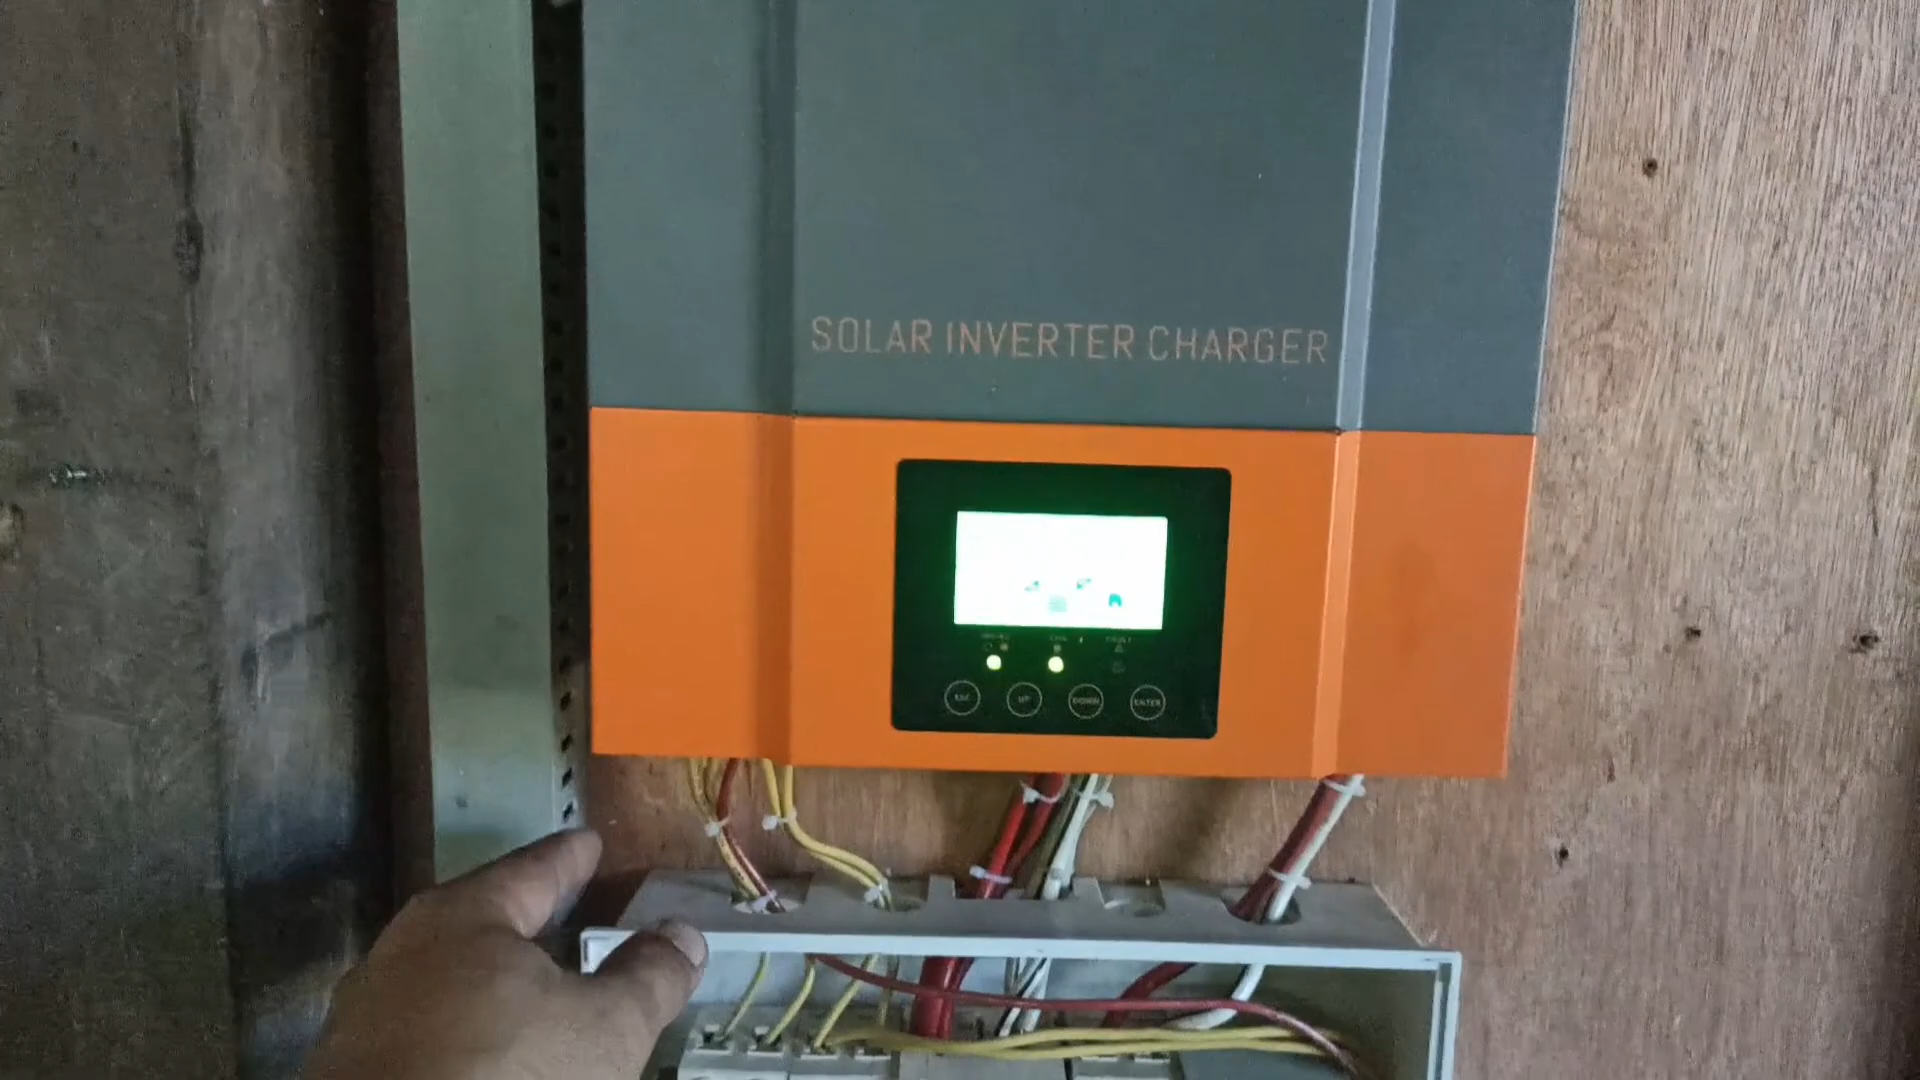 SOLAR INVERTER CHARGER
ESC
UP
DOWN
ENTER